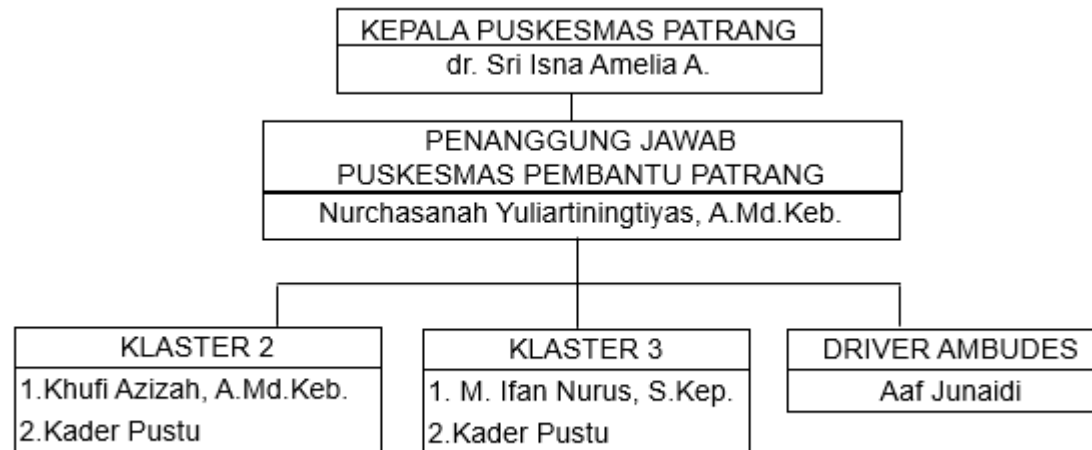 KEPALA PUSKESMAS PATRANG
dr. Sri Isna Amelia A.
PENANGGUNG JAWAB
PUSKESMAS PEMBANTU PATRANG
Nurchasanah Yuliartiningtiyas, A.Md.Keb.
KLASTER 2
1.Khufi Azizah, A.Md.Keb.
2.Kader Pustu
KLASTER 3
1. M. Ifan Nurus, S.Kep.
2.Kader Pustu
DRIVER AMBUDES
Aaf Junaidi